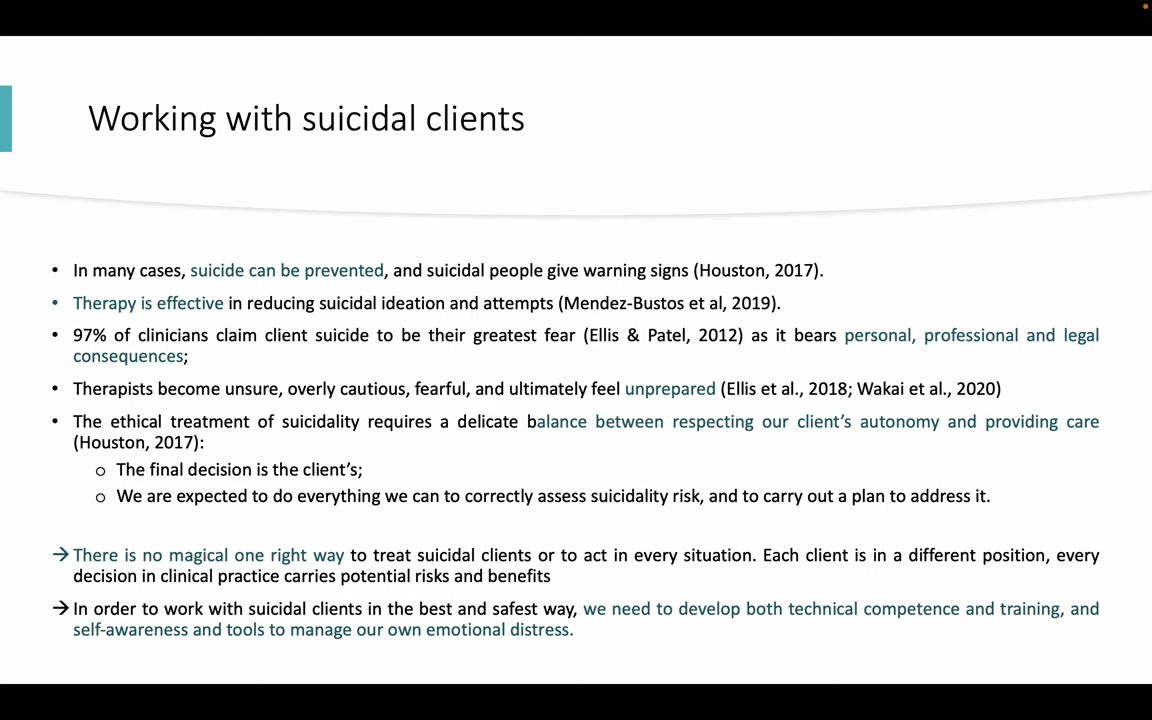 Working with suicidal clients
• In many cases, suicide can be prevented, and suicidal people give warning signs (Houston, 2017).
• Therapy is effective in reducing suicidal ideation and attempts (Mendez-Bustos et al, 2019).
• 97% of clinicians claim client suicide to be their greatest fear (Ellis & Patel, 2012) as it bears personal, professional and legal
consequences;
• Therapists become unsure, overly cautious, fearful, and ultimately feel unprepared (Ellis et al., 2018; Wakai et al., 2020)
• The ethical treatment of suicidality requires a delicate balance between respecting our client's autonomy and providing care
(Houston, 2017):
o The final decision is the client's;
o We are expected to do everything we can to correctly assess suicidality risk, and to carry out a plan to address it.
→ There is no magical one right way to treat suicidal clients or to act in every situation. Each client is in a different position, every
decision in clinical practice carries potential risks and benefits
→ In order to work with suicidal clients in the best and safest way, we need to develop both technical competence and training, and
self-awareness and tools to manage our own emotional distress.